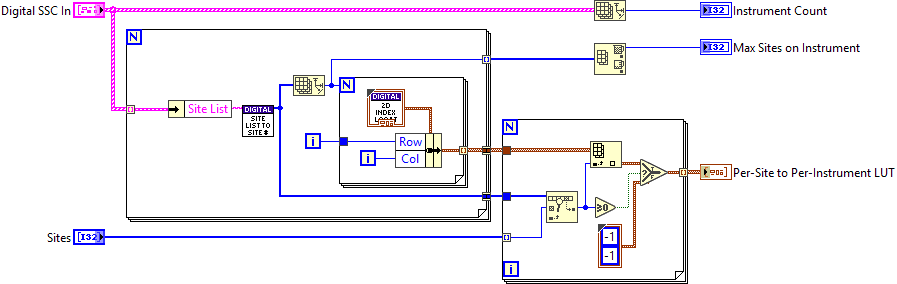 Digital SSC In
Instrument Count
I32
N
Max Sites on Instrument
I32
N
Site List
DIGITAL
SITE
LIST TO
SITE #
DIGITAL
2D
INDEX
i
Row
i
Col
N
Per-Site to Per-Instrument LUT
≥0
?
T
F
Sites
I32
-1
-1
i